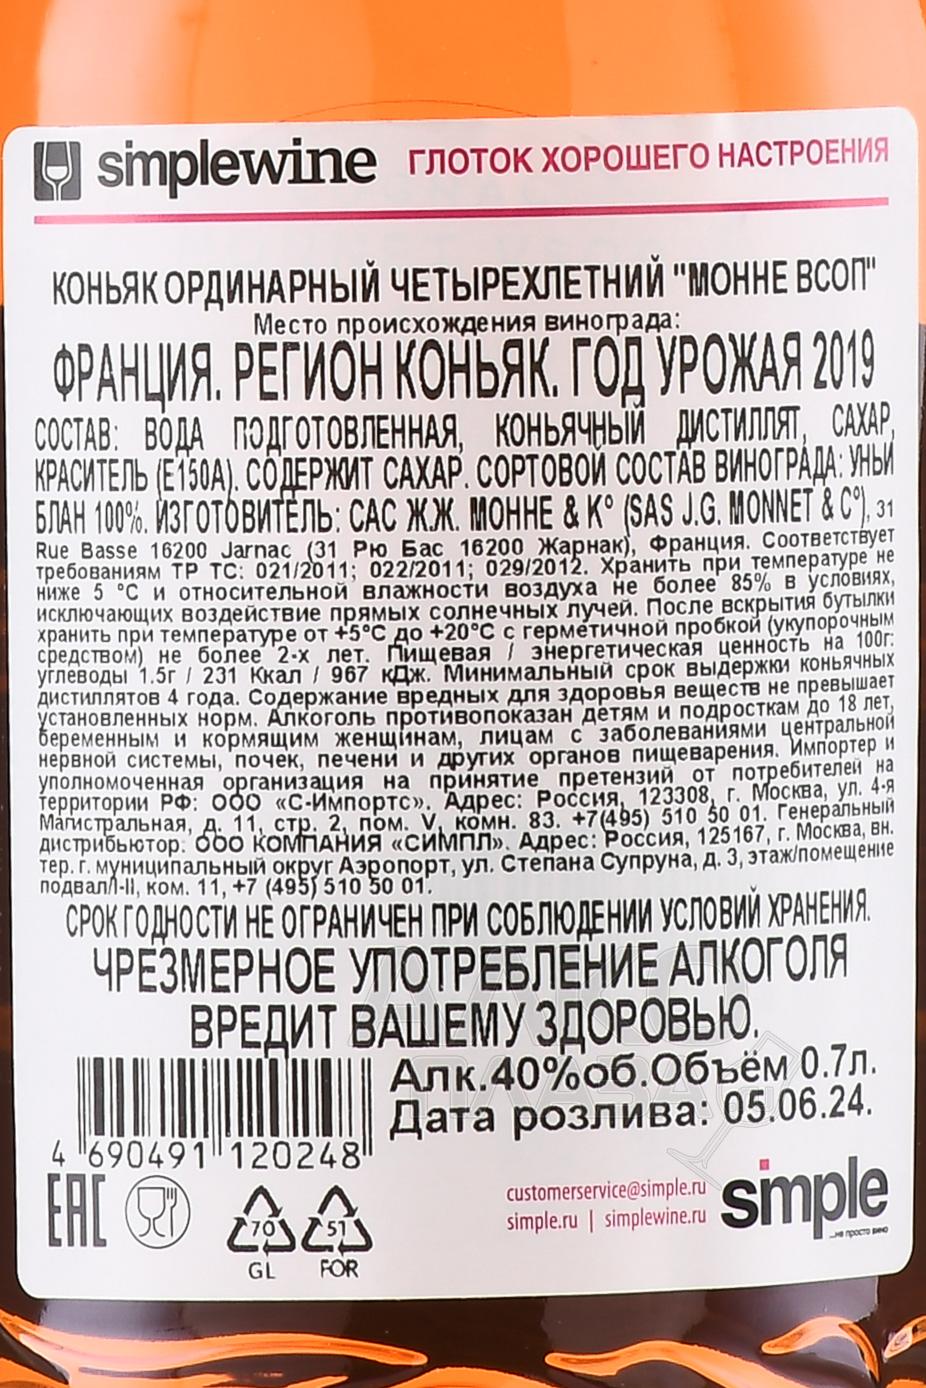 simplewine ГЛОТОК ХОРОШЕГО НАСТРОЕНИЯ
КОНЬЯК ОРДИНАРНЫЙ ЧЕТЫРЕХЛЕТНИЙ "МОННЕ ВСОП"
Место происхождения винограда:
ФРАНЦИЯ. РЕГИОН КОНЬЯК. ГОД УРОЖАЯ 2019
СОСТАВ: ВОДА ПОДГОТОВЛЕННАЯ, КОНЬЯЧНЫЙ ДИСТИЛЛЯТ, САХАР,
КРАСИТЕЛЬ (Е150А). СОДЕРЖИТ САХАР. СОРТОВОЙ СОСТАВ ВИНОГРАДА: УНЬИ
БЛАН 100%. ИЗГОТОВИТЕЛЬ: САС Ж.Ж. МОННЕ & К° (SAS J.G. MONNET & C°), 31
Rue Basse 16200 Jarnac (31 Рю Бас 16200 Жарнак), Франция. Соответствует
требованиям ТР ТС: 021/2011; 022/2011; 029/2012. Хранить при температуре не
ниже 5 °С и относительной влажности воздуха не более 85% в условиях,
исключающих воздействие прямых солнечных лучей. После вскрытия бутылки
хранить при температуре от +5°С до +20°С с герметичной пробкой (укупорочным
средством) не более 2-х лет. Пищевая / энергетическая ценность на 100г:
углеводы 1.5г / 231 Ккал / 967 кДж. Минимальный срок выдержки коньячных
дистиллятов 4 года. Содержание вредных для здоровья веществ не превышает
установленных норм. Алкоголь противопоказан детям и подросткам до 18 лет,
беременным и кормящим женщинам, лицам с заболеваниями центральной
нервной системы, почек, печени и других органов пищеварения. Импортер и
уполномоченная организация на принятие претензий от потребителей на
территории РФ: ООО «С-Импортс». Адрес: Россия, 123308, г. Москва, ул. 4-я
Магистральная, д. 11, стр. 2, пом. V, комн. 83. +7(495) 510 50 01. Генеральный
дистрибьютор: ООО КОМПАНИЯ «СИМПЛ». Адрес: Россия, 125167, г. Москва, вн.
тер. г. муниципальный округ Аэропорт, ул. Степана Супруна, д. 3, этаж/помещение
подвал/I-II, ком. 11, +7 (495) 510 50 01.
СРОК ГОДНОСТИ НЕ ОГРАНИЧЕН ПРИ СОБЛЮДЕНИИ УСЛОВИЙ ХРАНЕНИЯ.
ЧРЕЗМЕРНОЕ УПОТРЕБЛЕНИЕ АЛКОГОЛЯ
ВРЕДИТ ВАШЕМУ ЗДОРОВЬЮ.
Алк.40%об.Объём 0.7л.
Дата розлива: 05.06.24.
4 690491 120248
EAC
70
GL
51
FOR
customerservice@simple.ru
simple.ru | simplewine.ru
simple
...не просто вино